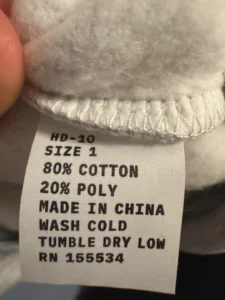 HD-10
SIZE 1
80% COTTON
20% POLY
MADE IN CHINA
WASH COLD
TUMBLE DRY LOW
RN 155534